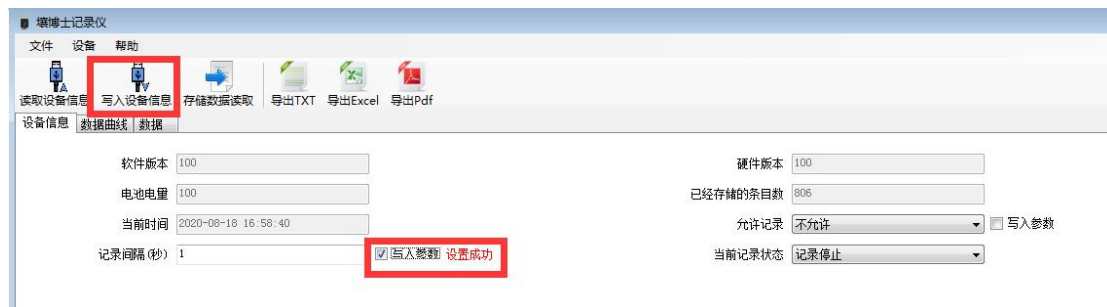 壤博士记录仪
文件 设备 帮助
读取设备信息 写入设备信息 存储数据读取 导出TXT 导出Excel 导出Pdf
设备信息 数据曲线 数据
软件版本 100 硬件版本 100
电池电量 100 已经存储的条目数 806
当前时间 2020-08-18 16:58:40 允许记录 不允许 写入参数
记录间隔(秒) 1 写入参数 设置成功 当前记录状态 记录停止